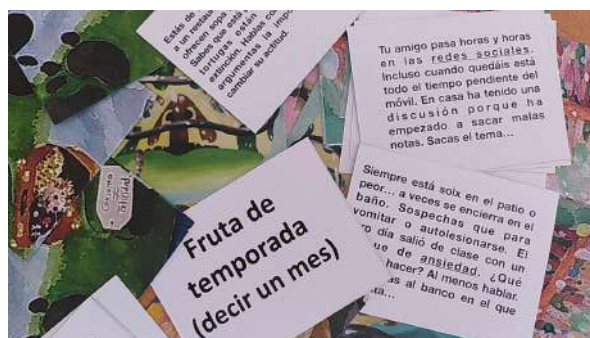 Estás de
a un restau
ofrecen sopa
Sabes que está
tortugas están
extinción. Hablas co
argumentas la impo
cambiar su actitud.
Tu amigo pasa horas y horas
en las redes sociales.
Incluso cuando quedáis está
todo el tiempo pendiente del
móvil. En casa ha tenido una
discusión porque ha
empezado a sacar malas
notas. Sacas el tema...
Siempre está soix en el patio o
peor... a veces se encierra en el
baño. Sospechas que para
vomitar o autolesionarse. El
ro día salió de clase con un
que de ansiedad. ¿Qué
hacer? Al menos hablar.
as al banco en el que
ta...
Fruta de
temporada
(decir un mes)